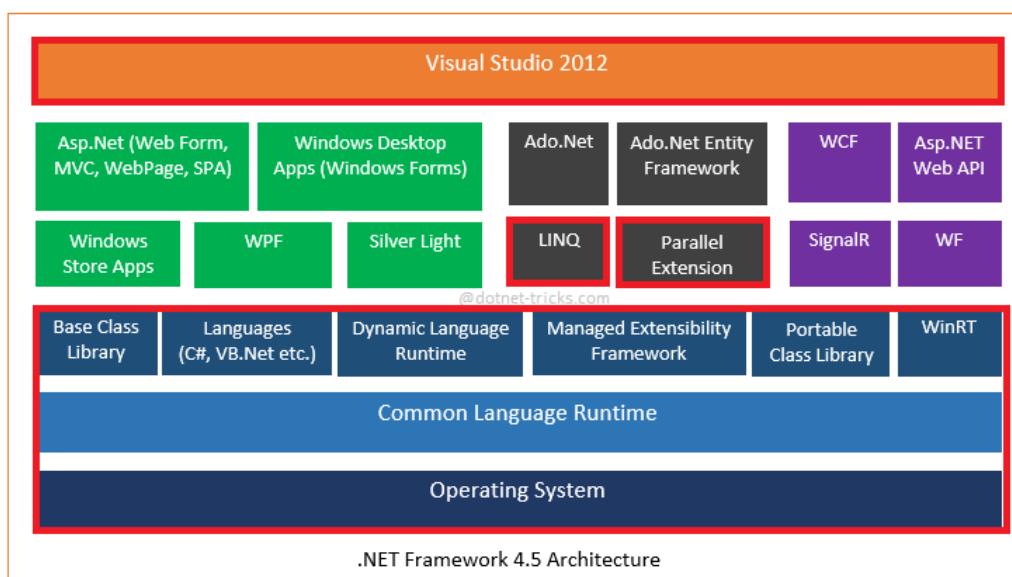 Visual Studio 2012
Asp.Net (Web Form,
MVC, WebPage, SPA)
Windows Desktop
Apps (Windows Forms)
Ado.Net
Ado.Net Entity
Framework
WCF
Asp.NET
Web API
Windows
Store Apps
WPF
Silver Light
LINQ
Parallel
Extension
SignalR
WF
@dotnet-tricks.com
Base Class
Library
Languages
(C#, VB.Net etc.)
Dynamic Language
Runtime
Managed Extensibility
Framework
Portable
Class Library
WinRT
Common Language Runtime
Operating System
.NET Framework 4.5 Architecture